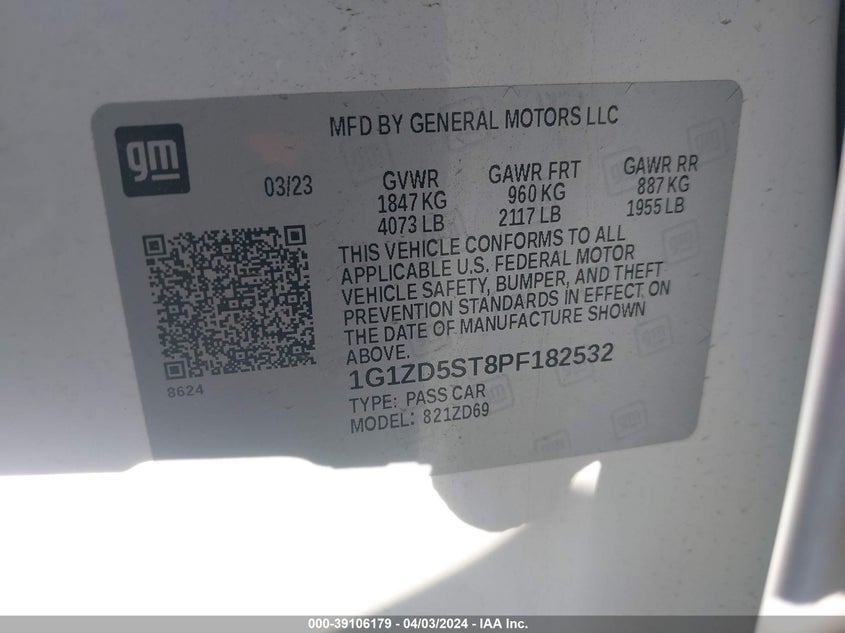 MFD BY GENERAL MOTORS LLC
gm
03/23
GVWR
1847 KG
4073 LB
GAWR FRT
960 KG
2117 LB
GAWR RR
887 KG
1955 LB
THIS VEHICLE CONFORMS TO ALL
APPLICABLE U.S. FEDERAL MOTOR
VEHICLE SAFETY, BUMPER, AND THEFT
PREVENTION STANDARDS IN EFFECT ON
THE DATE OF MANUFACTURE SHOWN
ABOVE.
8624
1G1ZD5ST8PF182532
TYPE: PASS CAR
MODEL: 821ZD69
000-39106179 - 04/03/2024 - IAA Inc.